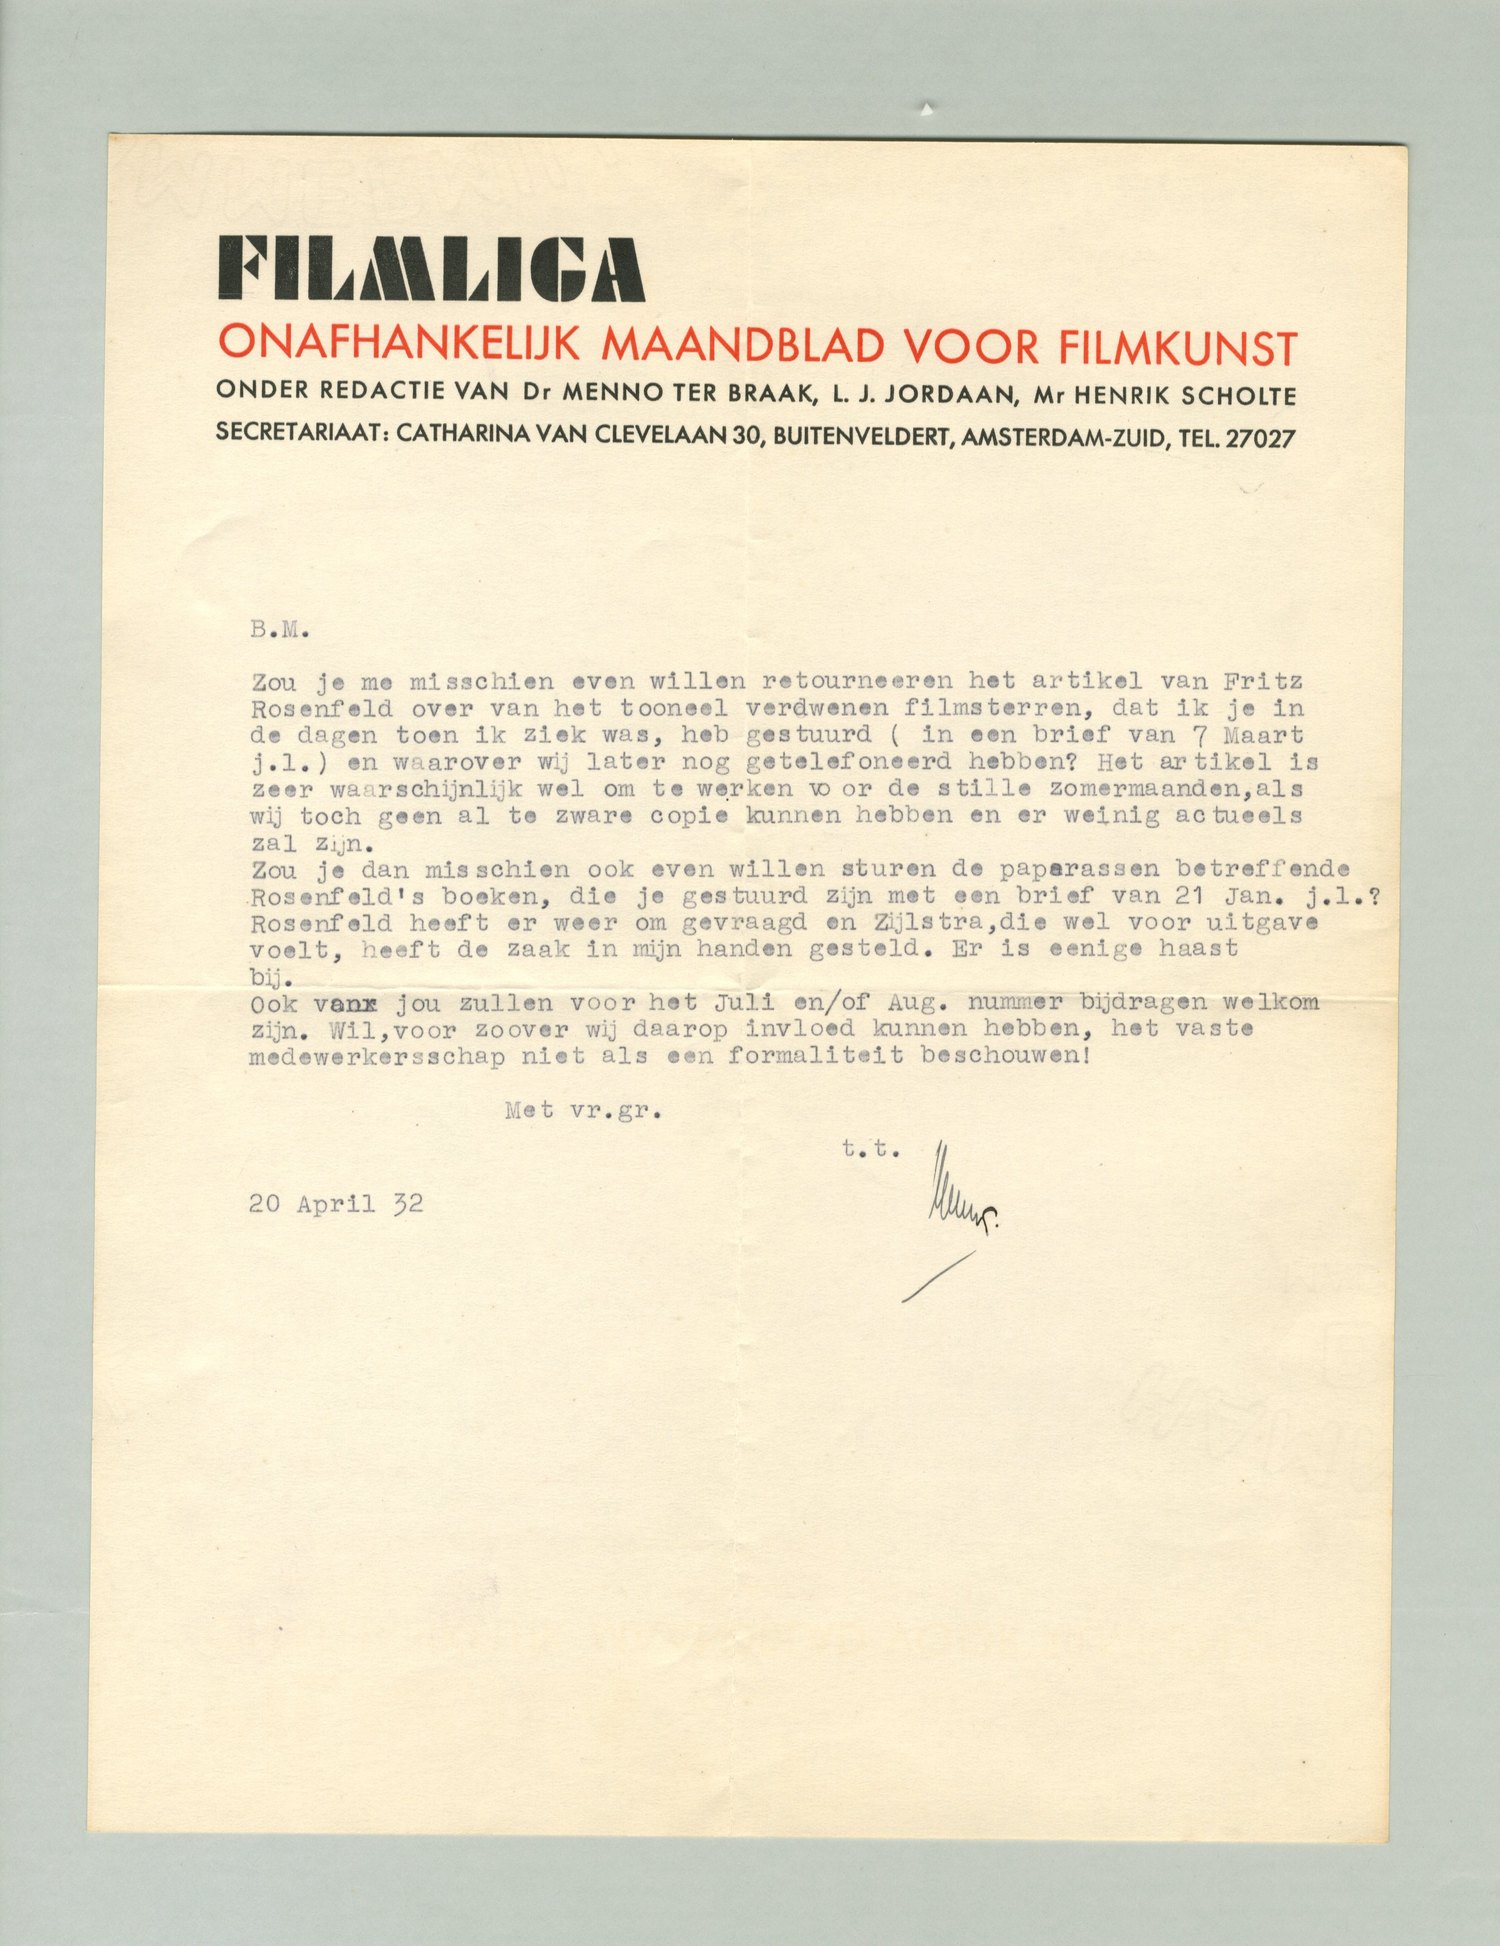 FILMLIGA
ONAFHANKELIJK MAANDBLAD VOOR FILMKUNST
ONDER REDACTIE VAN Dr MENNO TER BRAAK, L. J. JORDAAN, Mr HENRIK SCHOLTE
SECRETARIAAT: CATHARINA VAN CLEVELAAN 30, BUITENVELDERT, AMSTERDAM-ZUID, TEL. 27027
B.M.
Zou je me misschien even willen retourneeren het artikel van Fritz
Rosenfeld over van het tooneel verdwenen filmsterren, dat ik je in
de dagen toen ik ziek was, heb gestuurd ( in een brief van 7 Maart
j.l.) en waarover wij later nog getelefoneerd hebben? Het artikel is
zeer waarschijnlijk wel om te werken vo or de stille zomermaanden,als
wij toch geen al te zware copie kunnen hebben en er weinig actueels
zal zijn.
Zou je dan misschien ook even willen sturen de paparassen betreffende
Rosenfeld's boeken, die je gestuurd zijn met een brief van 21 Jan. j.l.?
Rosenfeld heeft er weer om gevraagd en Zijlstra,die wel voor uitgave
voelt, heeft de zaak in mijn handen gesteld. Er is eenige haast
bij.
Ook vanx jou zullen voor het Juli en/of Aug. nummer bijdragen welkom
zijn. Wil,voor zoover wij daarop invloed kunnen hebben, het vaste
medewerkersschap niet als een formaliteit beschouwen!
Met vr.gr.
t.t.
Menno.
20 April 32